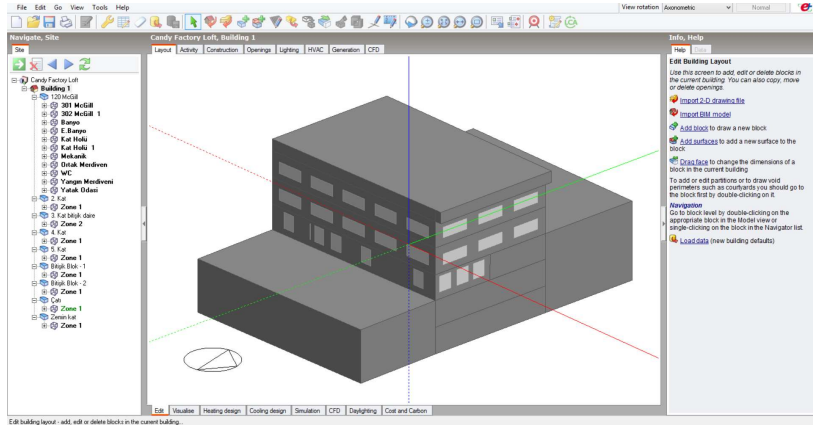 File Edit Go View Tools Help
View rotation Axonometric Normal
Navigate, Site
Site
Candy Factory Loft
Building 1
120 McGill
301 McGill
302 McGill 1
Banyo
E.Banyo
Kat Holü
Kat Holü 1
Mekanik
Ortak Merdiven
WC
Yangın Merdiveni
Yatak Odasi
2. Kat
Zone 1
3. Kat bitişik daire
Zone 2
4. Kat
Zone 1
5. Kat
Zone 1
Bitişik Blok - 1
Zone 1
Bitişik Blok - 2
Zone 1
Çatı
Zone 1
Zemin kat
Zone 1
Candy Factory Loft, Building 1
Layout Activity Construction Openings Lighting HVAC Generation CFD
Edit Visualise Heating design Cooling design Simulation CFD Daylighting Cost and Carbon
Info, Help
Help Data
Edit Building Layout
Use this screen to add, edit or delete blocks in
the current building. You can also copy, move
or delete openings.
Import 2-D drawing file
Import BIM model
Add block to draw a new block
Add surfaces to add a new surface to the
block
Drag face to change the dimensions of a
block in the current building
To add or edit partitions or to draw void
perimeters such as courtyards you should go to
the block first by double-clicking on it.
Navigation
Go to block level by double-clicking on the
appropriate block in the Model view or
single-clicking on the block in the Navigator list.
Load data (new building defaults)
Edit building layout - add, edit or delete blocks in the current building...